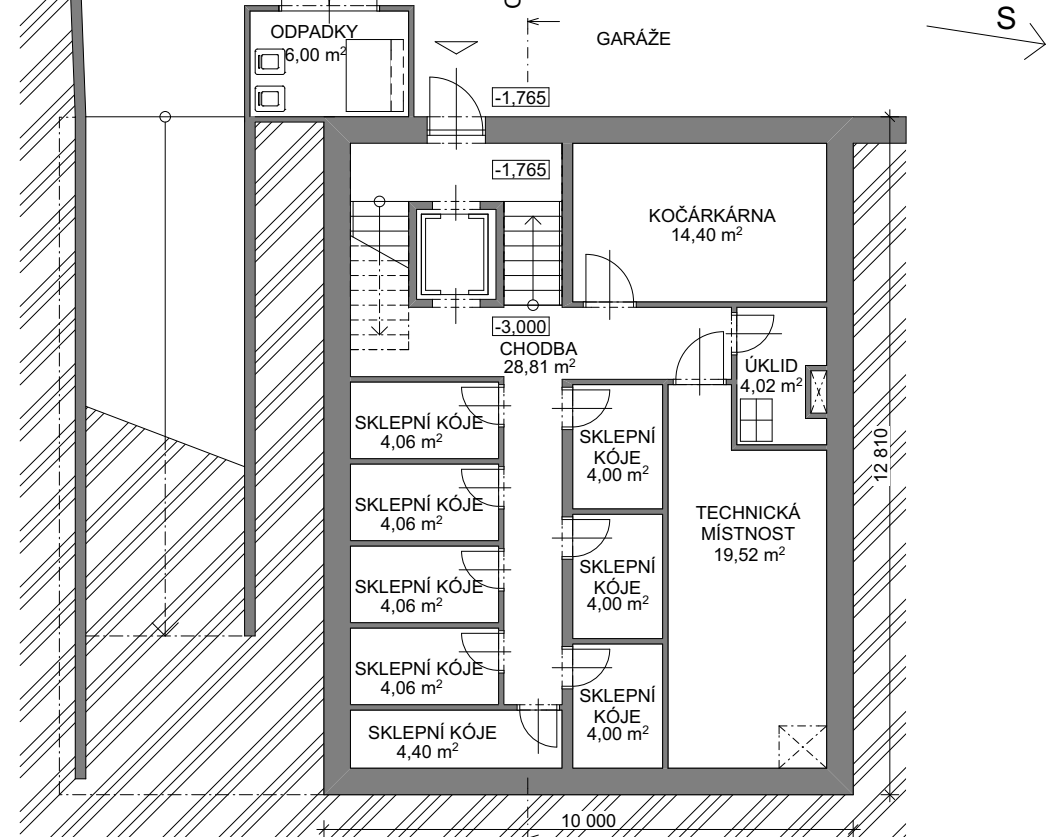 S
GARÁŽE
ODPADKY
6,00 m²
-1,765
-1,765
KOČÁRKÁRNA
14,40 m²
-3,000
CHODBA
28,81 m²
ÚKLID
4,02 m²
SKLEPNÍ KÓJE
4,06 m²
SKLEPNÍ
KÓJE
4,00 m²
12 810
SKLEPNÍ KÓJE
4,06 m²
TECHNICKÁ
MÍSTNOST
19,52 m²
SKLEPNÍ KÓJE
4,06 m²
SKLEPNÍ
KÓJE
4,00 m²
SKLEPNÍ KÓJE
4,06 m²
SKLEPNÍ
KÓJE
4,00 m²
SKLEPNÍ KÓJE
4,40 m²
10 000